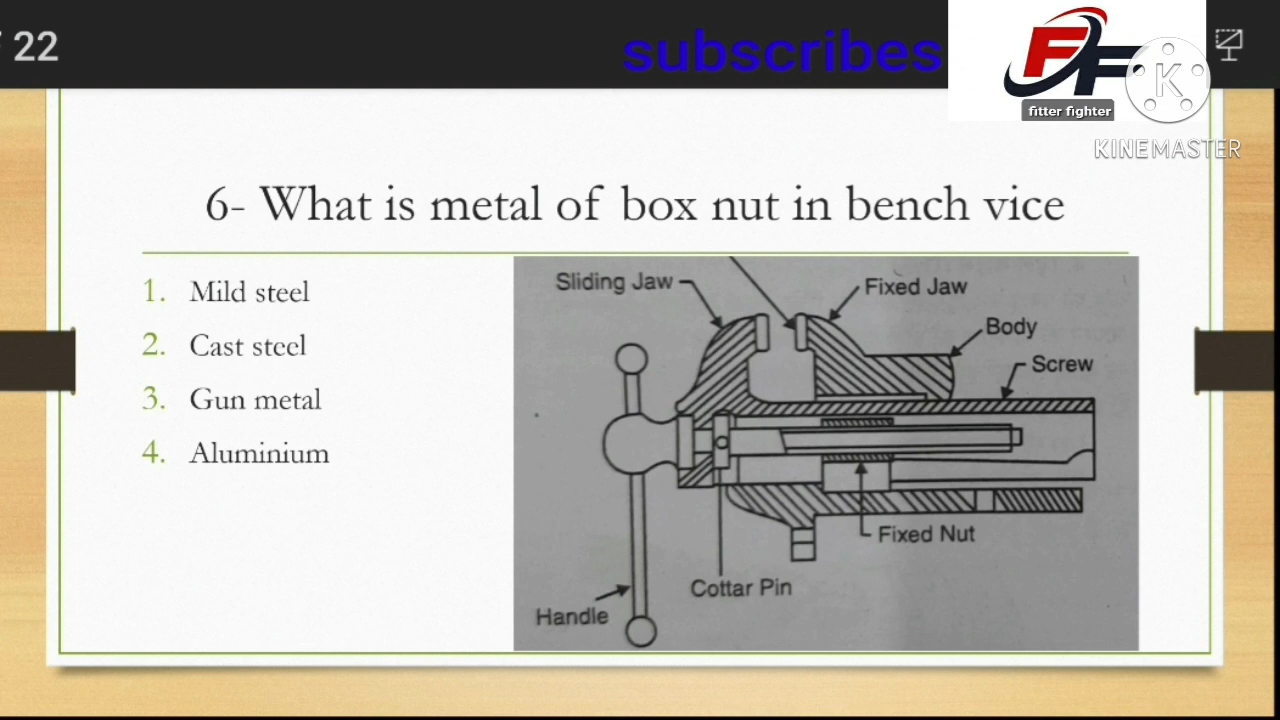 22
subscribes
FF
fitter fighter
K
KINEMASTER
6- What is metal of box nut in bench vice
1. Mild steel
2. Cast steel
3. Gun metal
4. Aluminium
Sliding Jaw
Fixed Jaw
Body
Screw
Fixed Nut
Cottar Pin
Handle